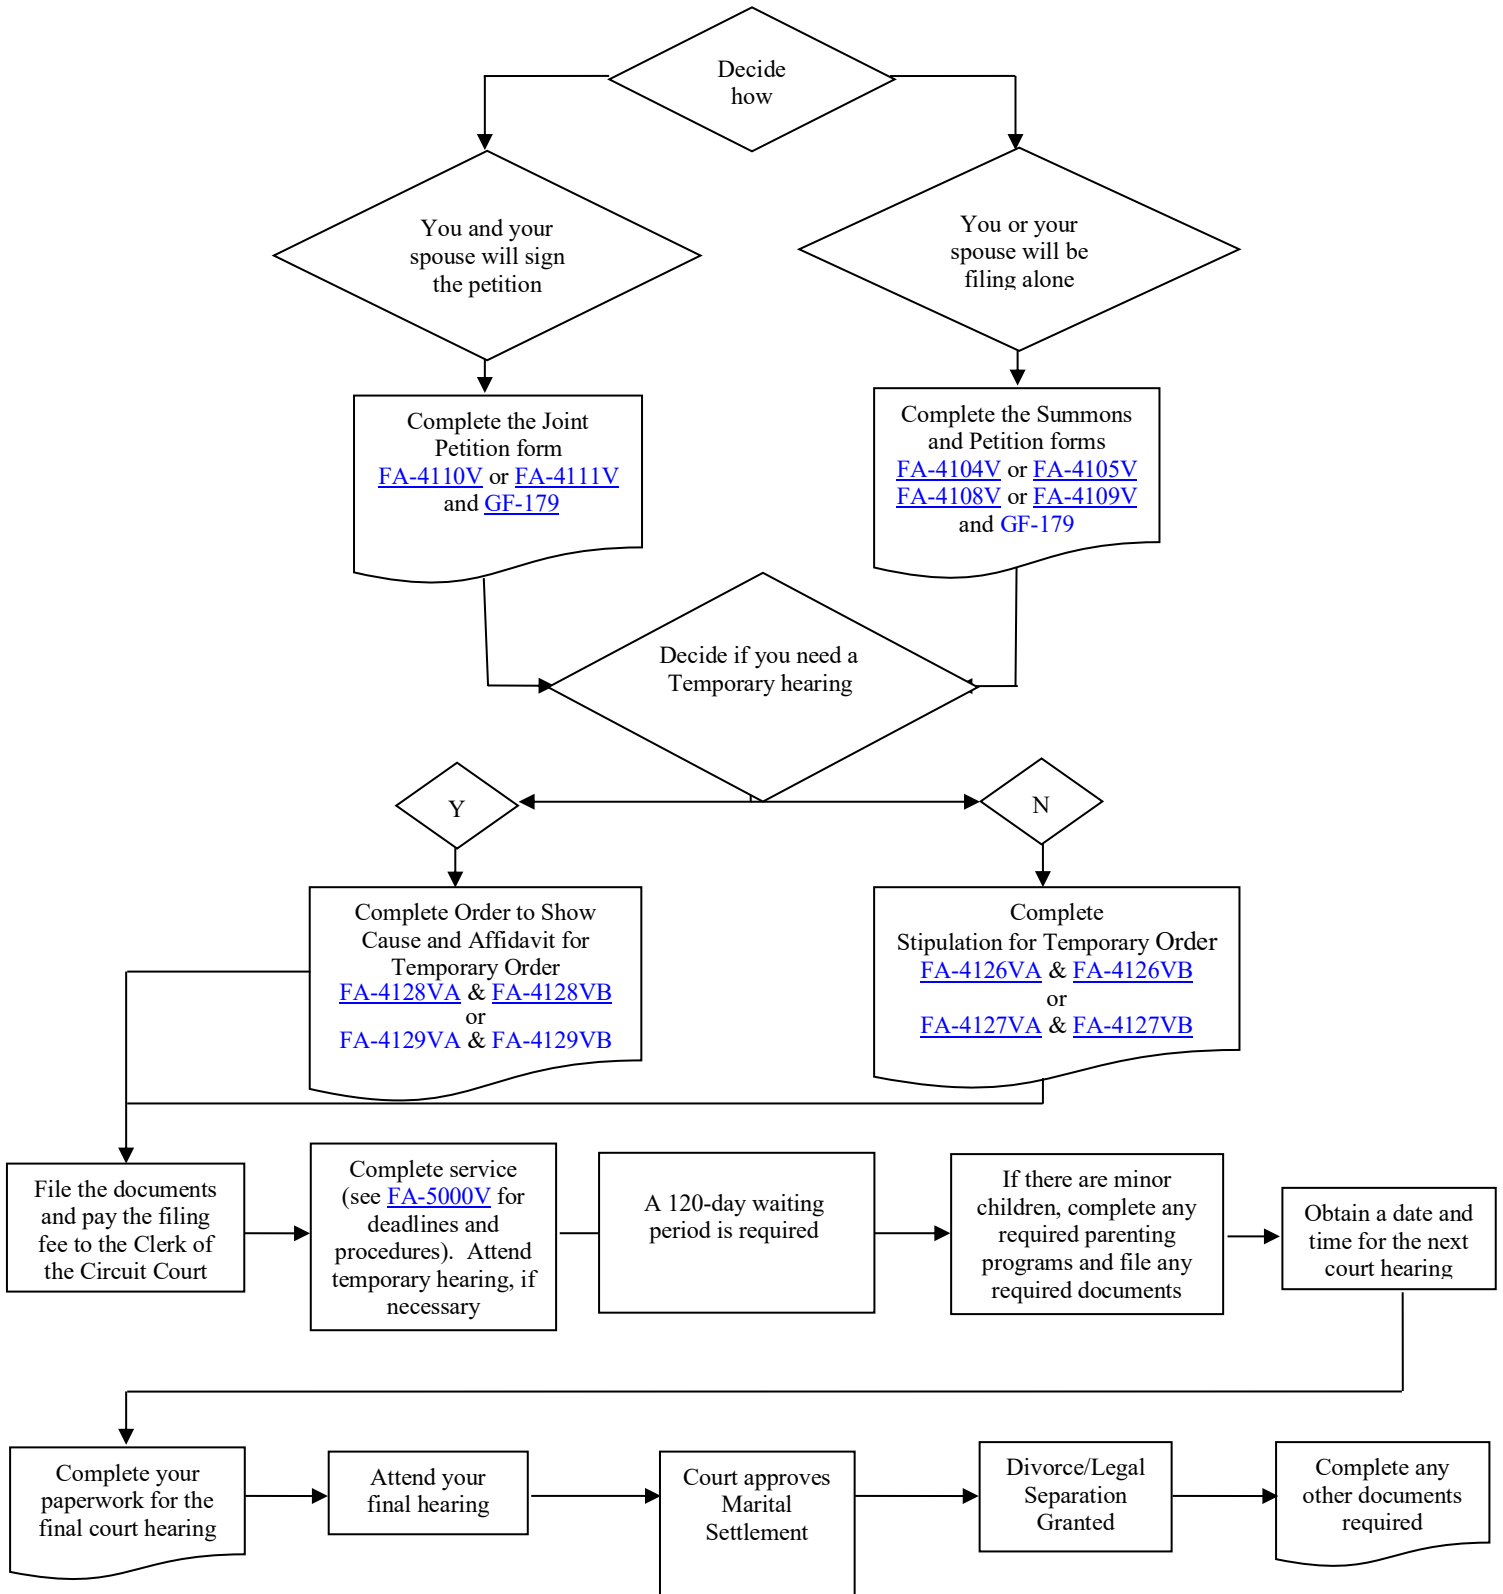 Decide
how
You and your
spouse will sign
the petition
You or your
spouse will be
filing alone
Complete the Joint
Petition form
FA-4110V or FA-4111V
and GF-179
Complete the Summons
and Petition forms
FA-4104V or FA-4105V
FA-4108V or FA-4109V
and GF-179
Decide if you need a
Temporary hearing
Y
N
Complete Order to Show
Cause and Affidavit for
Temporary Order
FA-4128VA & FA-4128VB
or
FA-4129VA & FA-4129VB
Complete
Stipulation for Temporary Order
FA-4126VA & FA-4126VB
or
FA-4127VA & FA-4127VB
File the documents
and pay the filing
fee to the Clerk of
the Circuit Court
Complete service
(see FA-5000V for
deadlines and
procedures).  Attend
temporary hearing, if
necessary
A 120-day waiting
period is required
If there are minor
children, complete any
required parenting
programs and file any
required documents
Obtain a date and
time for the next
court hearing
Complete your
paperwork for the
final court hearing
Attend your
final hearing
Court approves
Marital
Settlement
Divorce/Legal
Separation
Granted
Complete any
other documents
required